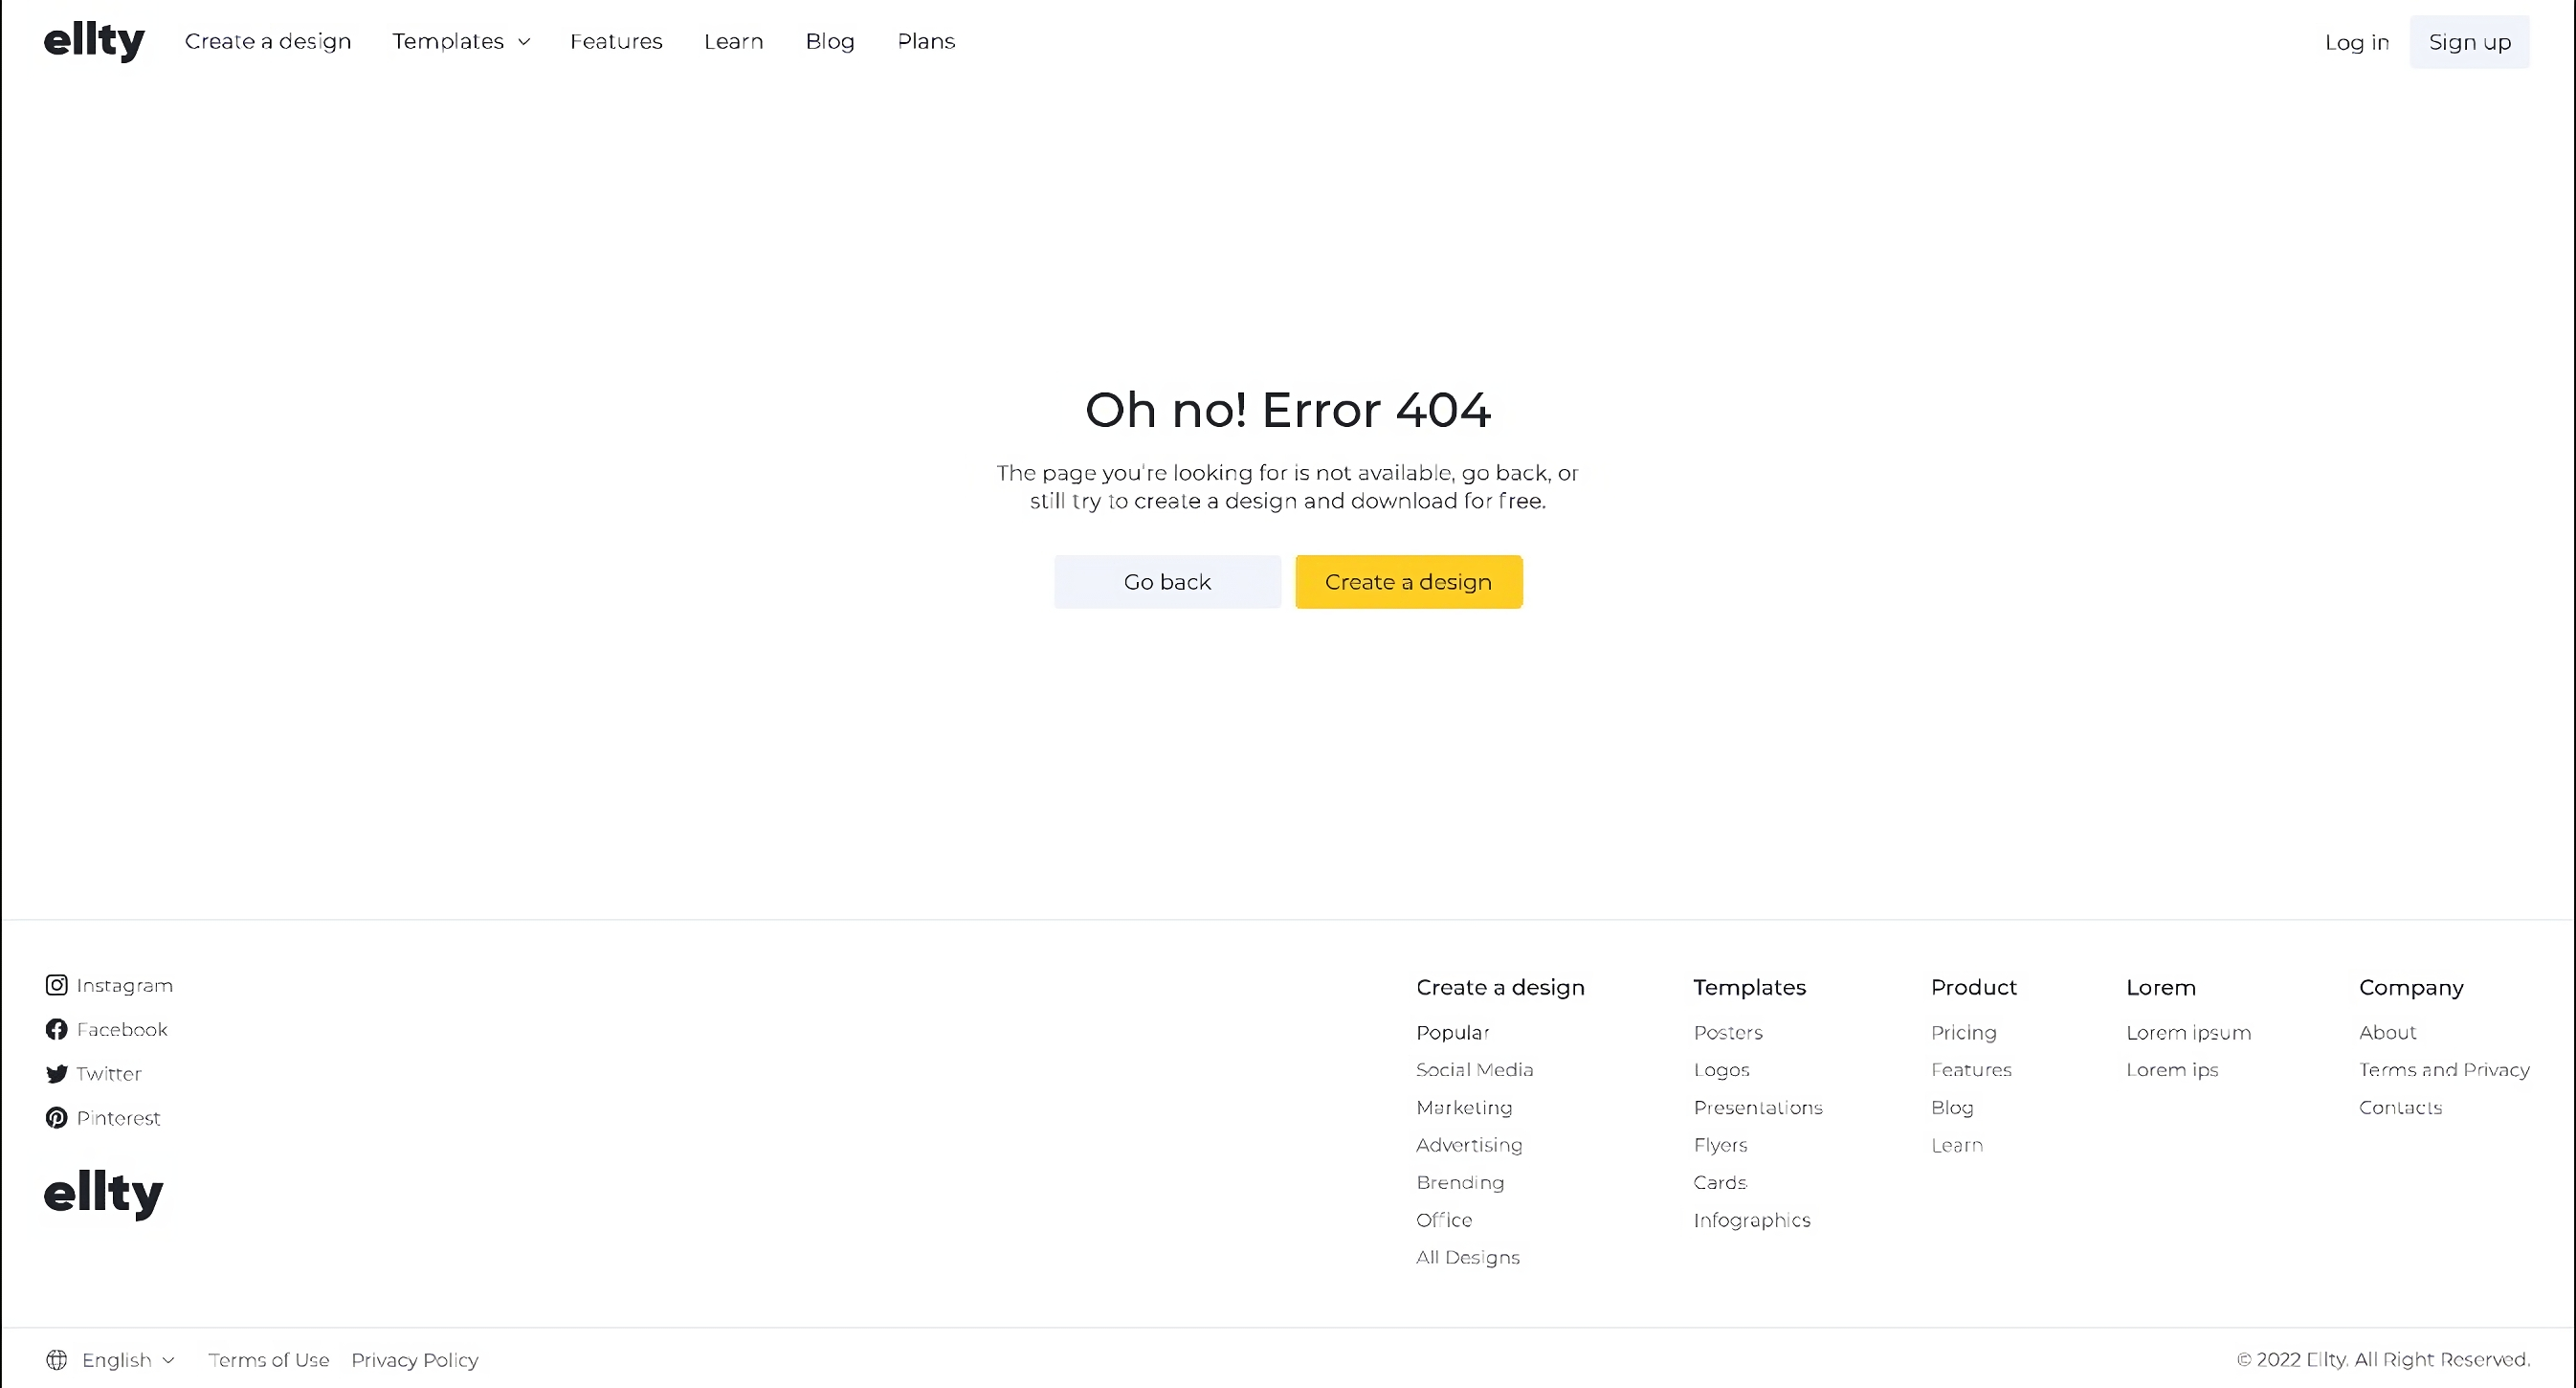 ellty Create a design Templates Features Learn Blog Plans Log in Sign up
Oh no! Error 404
The page you're looking for is not available, go back, or
still try to create a design and download for free.
Go back Create a design
Instagram
Facebook
Twitter
Pinterest
ellty
Create a design
Popular
Social Media
Marketing
Advertising
Brending
Office
All Designs
Templates
Posters
Logos
Presentations
Flyers
Cards
Infographics
Product
Pricing
Features
Blog
Learn
Lorem
Lorem ipsum
Lorem ips
Company
About
Terms and Privacy
Contacts
English Terms of Use Privacy Policy © 2022 Ellty. All Right Reserved.